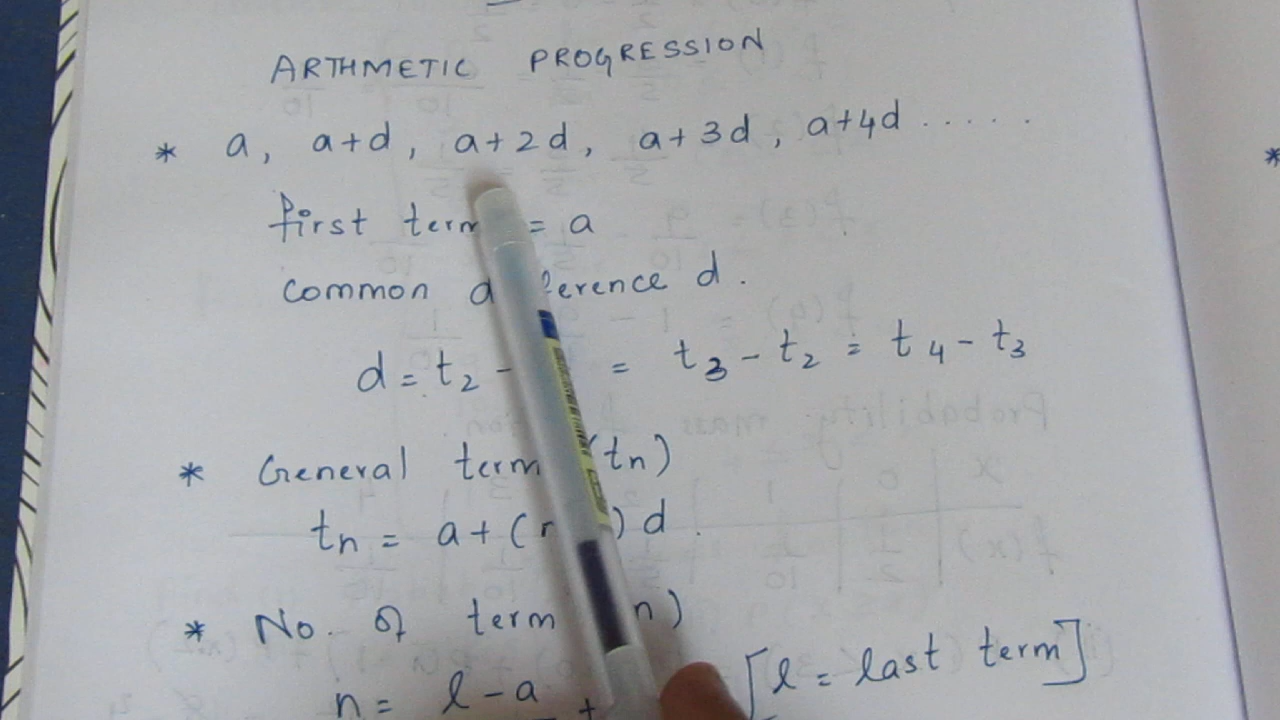 ARTHMETIC PROGRESSION
* a, a+d, a+2d, a+3d, a+4d .....
first term = a
common d ference d.
d = t2 - = t3 - t2 = t4 - t3
* General term (tn)
tn = a + ( ) d.
* No. of term n)
n = l - a + [l = last term]